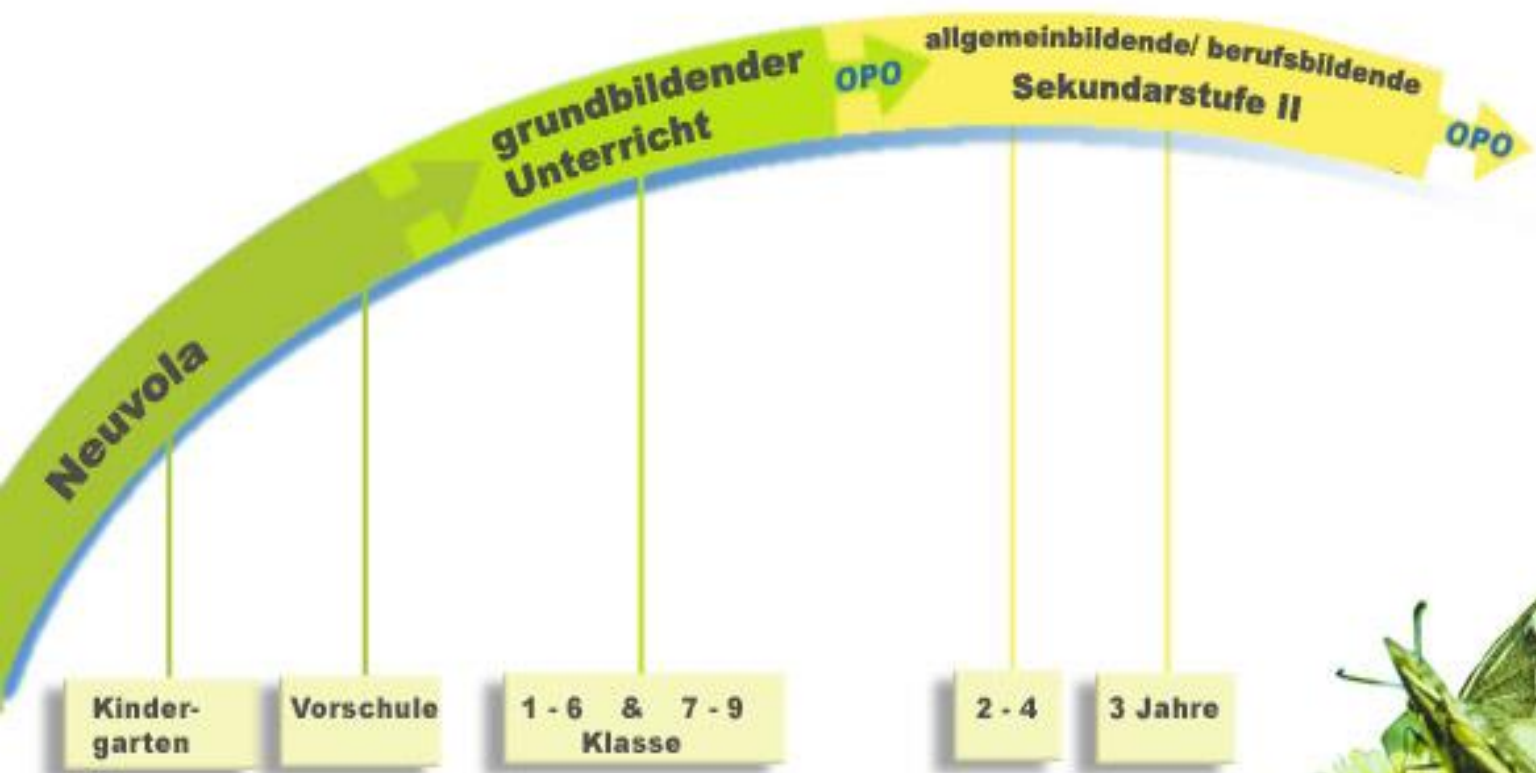 Neuvola
grundbildender
Unterricht
OPO
allgemeinbildende/ berufsbildende
Sekundarstufe II
OPO
Kinder-
garten
Vorschule
1 - 6 & 7 - 9
Klasse
2 - 4
3 Jahre